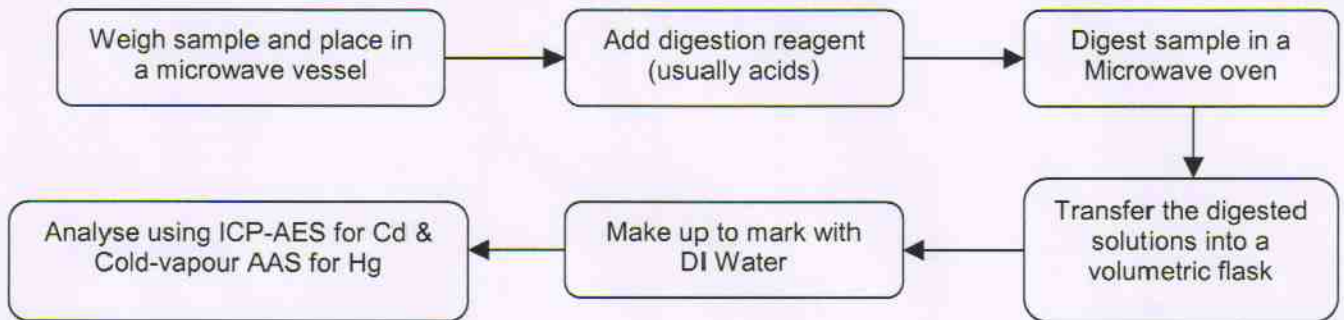 Weigh sample and place in
a microwave vessel
Add digestion reagent
(usually acids)
Digest sample in a
Microwave oven
Transfer the digested
solutions into a
volumetric flask
Make up to mark with
DI Water
Analyse using ICP-AES for Cd &
Cold-vapour AAS for Hg